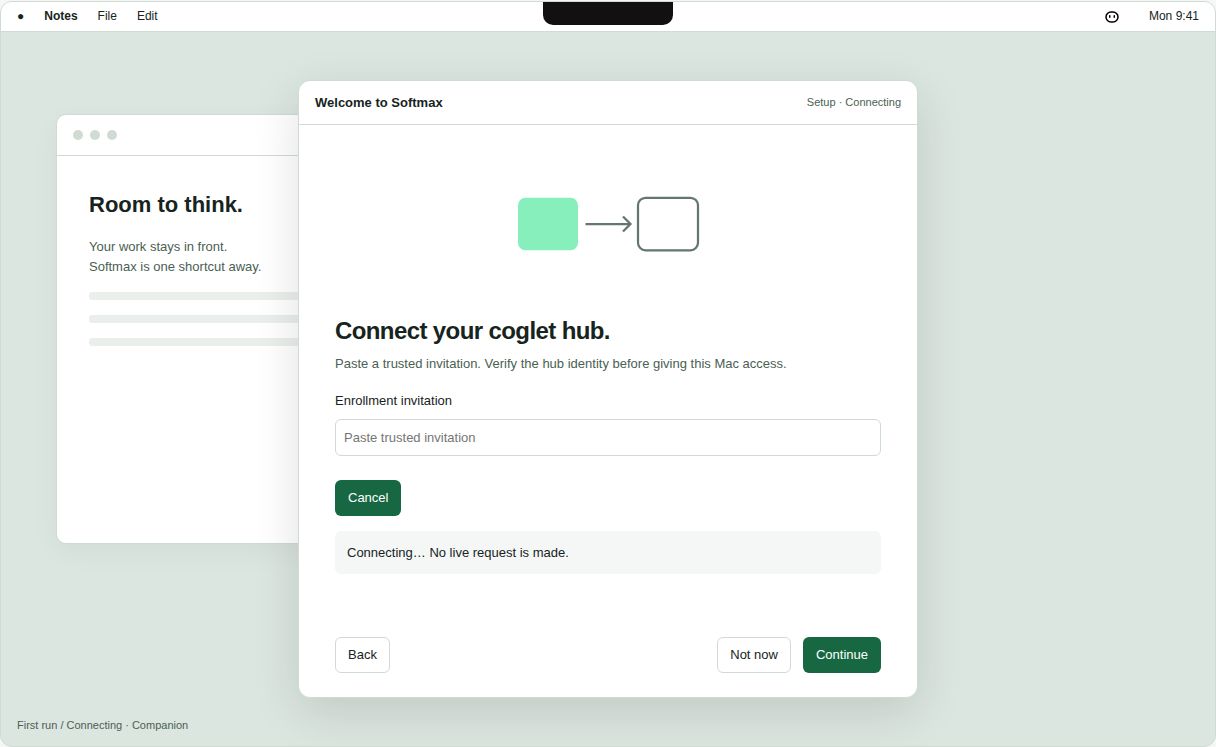 Notes File Edit
Mon 9:41
Welcome to Softmax
Setup · Connecting
Room to think.
Your work stays in front.
Softmax is one shortcut away.
Connect your coglet hub.
Paste a trusted invitation. Verify the hub identity before giving this Mac access.
Enrollment invitation
Paste trusted invitation
Cancel
Connecting… No live request is made.
Back
Not now
Continue
First run / Connecting · Companion